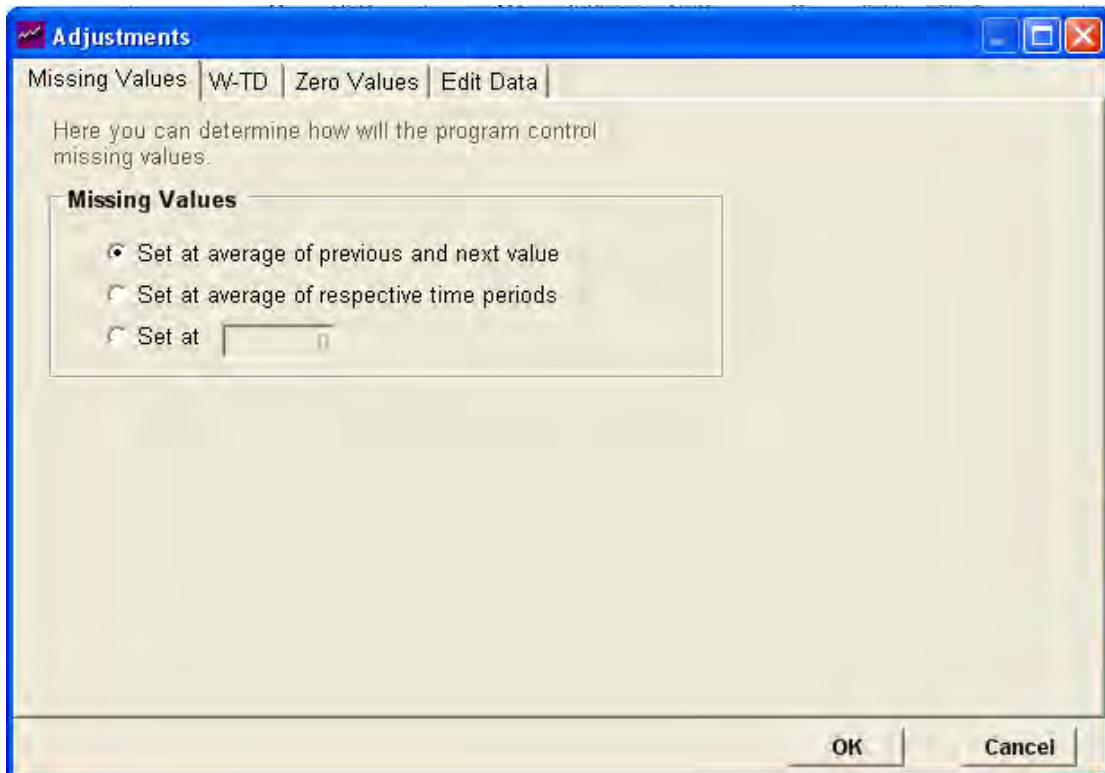 Adjustments
Missing Values W-TD Zero Values Edit Data
Here you can determine how will the program control
missing values.
Missing Values
Set at average of previous and next value
Set at average of respective time periods
Set at 0
OK Cancel